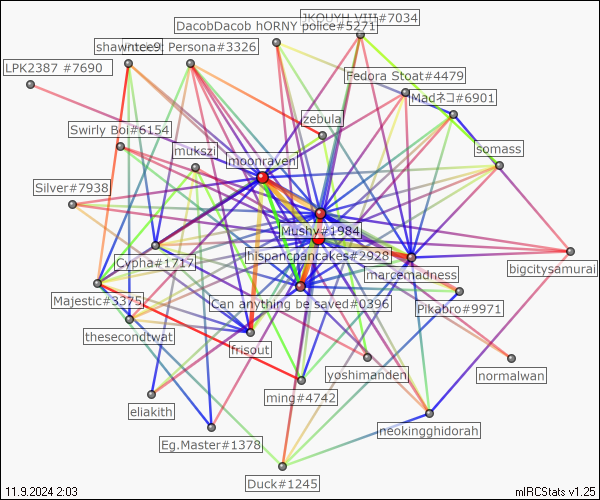 JKOUYH VIII#7034
DacobDacob hORNY police#5271
shawntee9
Persona#3326
LPK2387 #7690
Fedora Stoat#4479
Madネコ#6901
zebula
Swirly Boi#6154
mukszi
moonraven
somass
Silver#7938
Mushy#1984
hispancpancakes#2928
Cypha#1717
marcemadness
bigcitysamurai
Majestic#3375
Can anything be saved#0396
Pikabro#9971
thesecondtwat
frisout
yoshimanden
normalwan
eliakith
ming#4742
neokingghidorah
Eg.Master#1378
Duck#1245
11.9.2024 2:03
mIRCStats v1.25